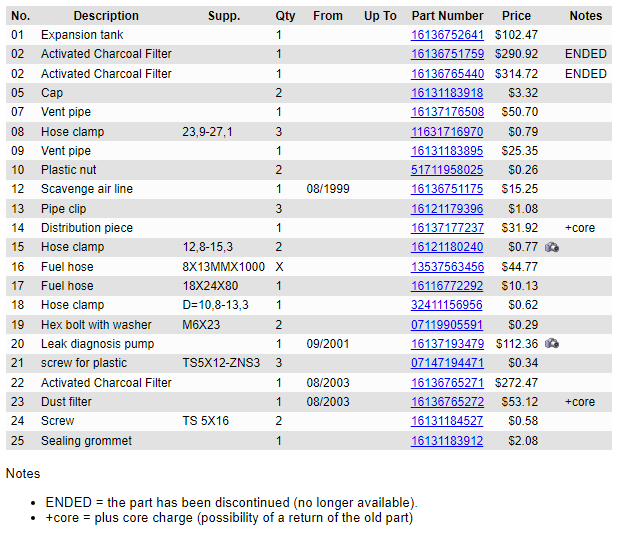 No. Description Supp. Qty From Up To Part Number Price Notes
01 Expansion tank 1 16136752641 $102.47
02 Activated Charcoal Filter 1 16136751759 $290.92 ENDED
02 Activated Charcoal Filter 1 16136765440 $314.72 ENDED
05 Cap 2 16131183918 $3.32
07 Vent pipe 1 16137176508 $50.70
08 Hose clamp 23,9-27,1 3 11631716970 $0.79
09 Vent pipe 1 16131183895 $25.35
10 Plastic nut 2 51711958025 $0.26
12 Scavenge air line 1 08/1999 16136751175 $15.25
13 Pipe clip 3 16121179396 $1.08
14 Distribution piece 1 16137177237 $31.92 +core
15 Hose clamp 12,8-15,3 2 16121180240 $0.77
16 Fuel hose 8X13MMX1000 X 13537563456 $44.77
17 Fuel hose 18X24X80 1 16116772292 $10.13
18 Hose clamp D=10,8-13,3 1 32411156956 $0.62
19 Hex bolt with washer M6X23 2 07119905591 $0.29
20 Leak diagnosis pump 1 09/2001 16137193479 $112.36
21 screw for plastic TS5X12-ZNS3 3 07147194471 $0.34
22 Activated Charcoal Filter 1 08/2003 16136765271 $272.47
23 Dust filter 1 08/2003 16136765272 $53.12 +core
24 Screw TS 5X16 2 16131184527 $0.58
25 Sealing grommet 1 16131183912 $2.08
Notes
• ENDED = the part has been discontinued (no longer available).
• +core = plus core charge (possibility of a return of the old part)